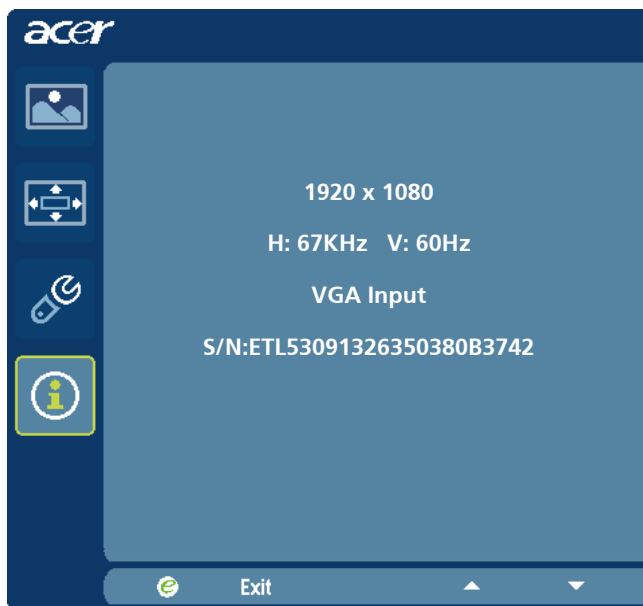 acer
1920 x 1080
H: 67KHz V: 60Hz
VGA Input
S/N:ETL53091326350380B3742
e Exit